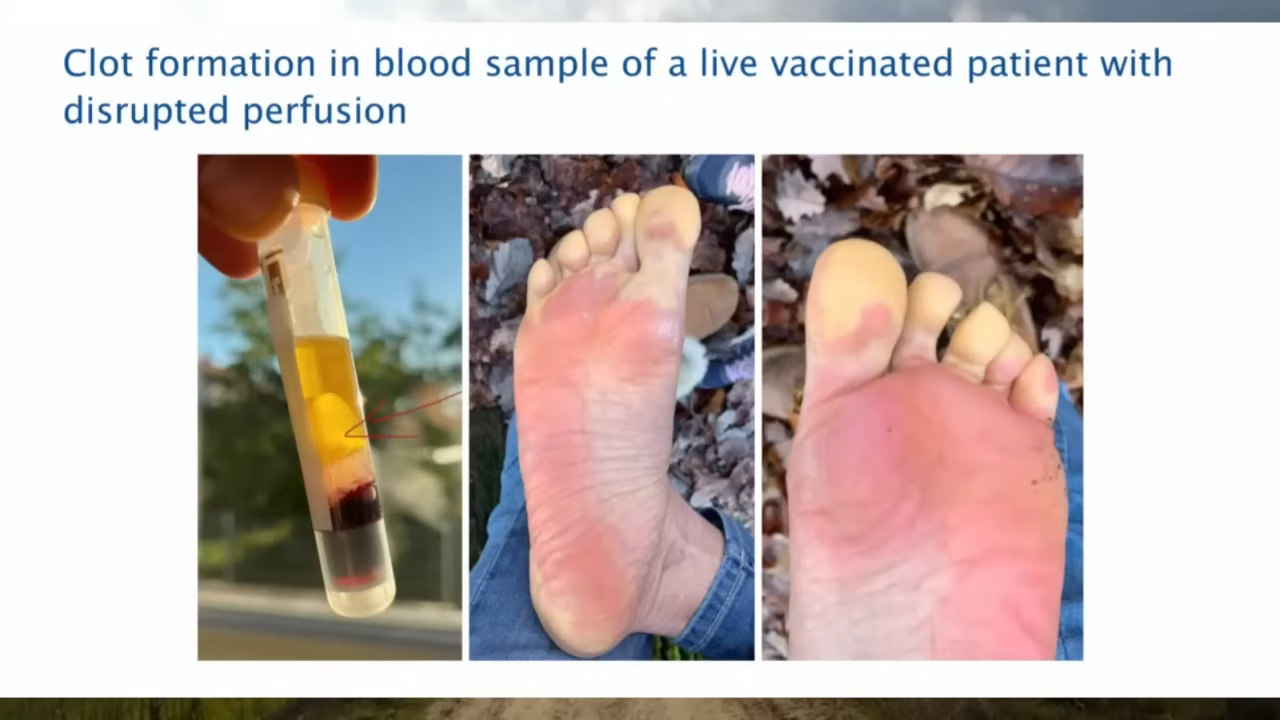 Clot formation in blood sample of a live vaccinated patient with
disrupted perfusion